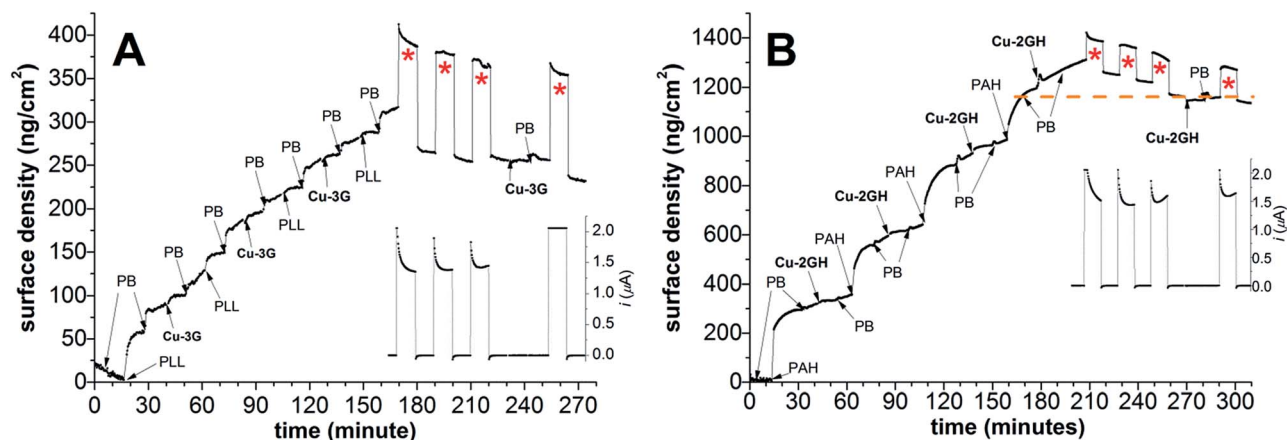 A
surface density (ng/cm²)
400
350
300
250
200
150
100
50
0
PB
PLL
Cu-3G
PB
PLL
PB
Cu-3G
PB
PLL
PB
Cu-3G
PB
PLL
PB
*
*
*
PB
Cu-3G
*
2.0
1.5
1.0
0.5
0.0
i (μA)
0 30 60 90 120 150 180 210 240 270
time (minute)
B
surface density (ng/cm²)
1400
1200
1000
800
600
400
200
0
PB
PAH
Cu-2GH
PB
PAH
Cu-2GH
PB
PAH
Cu-2GH
PB
PAH
Cu-2GH
PB
*
*
*
PB
Cu-2GH
*
2.0
1.5
1.0
0.5
0.0
i (μA)
0 30 60 90 120 150 180 210 240 270 300
time (minutes)